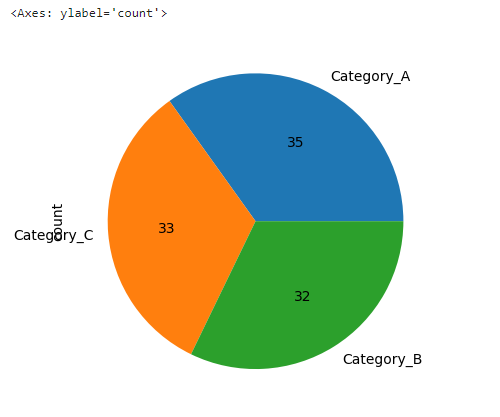 <Axes: ylabel='count'>
Category_A
35
count
Category_C
33
32
Category_B